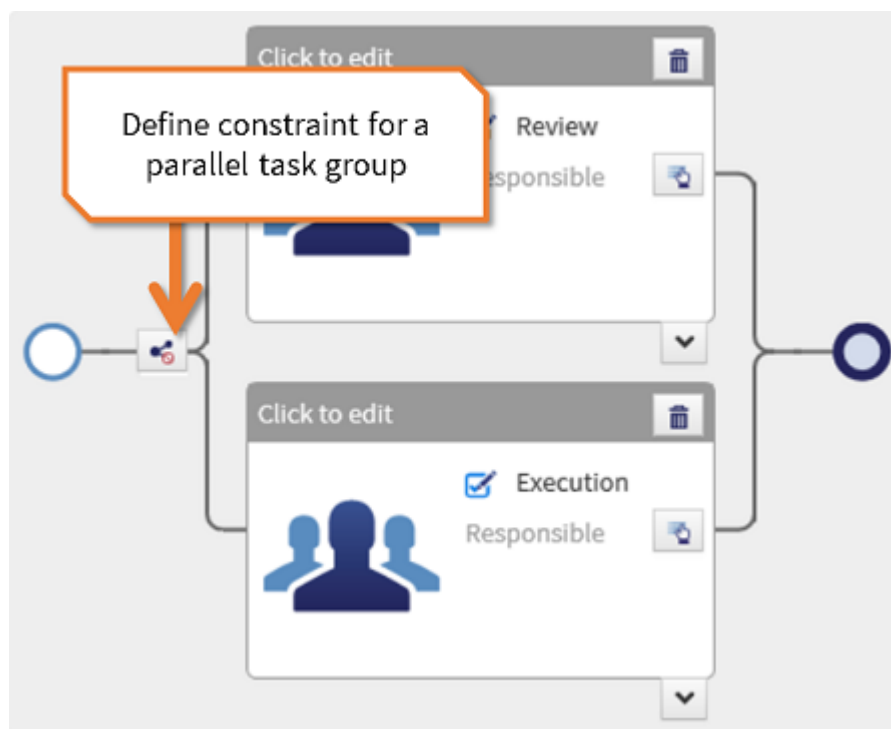 Click to edit
Define constraint for a
parallel task group
Review
esponsible
Click to edit
Execution
Responsible